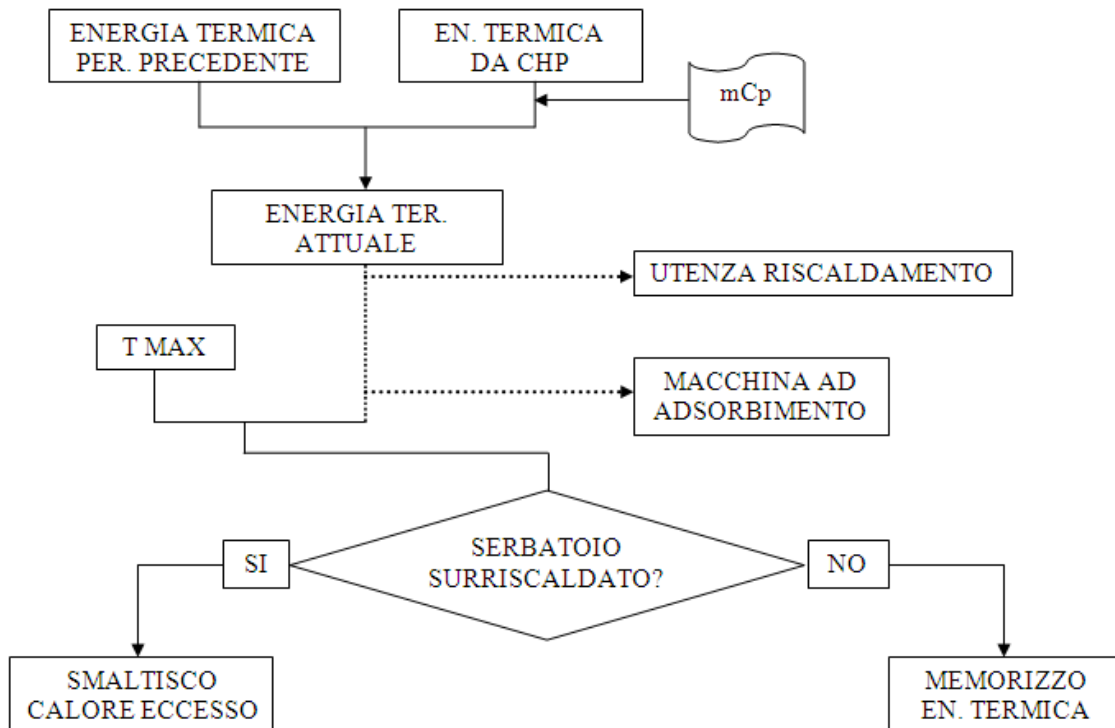 ENERGIA TERMICA
PER. PRECEDENTE
EN. TERMICA
DA CHP
mCp
ENERGIA TER.
ATTUALE
UTENZA RISCALDAMENTO
T MAX
MACCHINA AD
ADSORBIMENTO
SERBATOIO
SURRISCALDATO?
SI
NO
SMALTISCO
CALORE ECCESSO
MEMORIZZO
EN. TERMICA